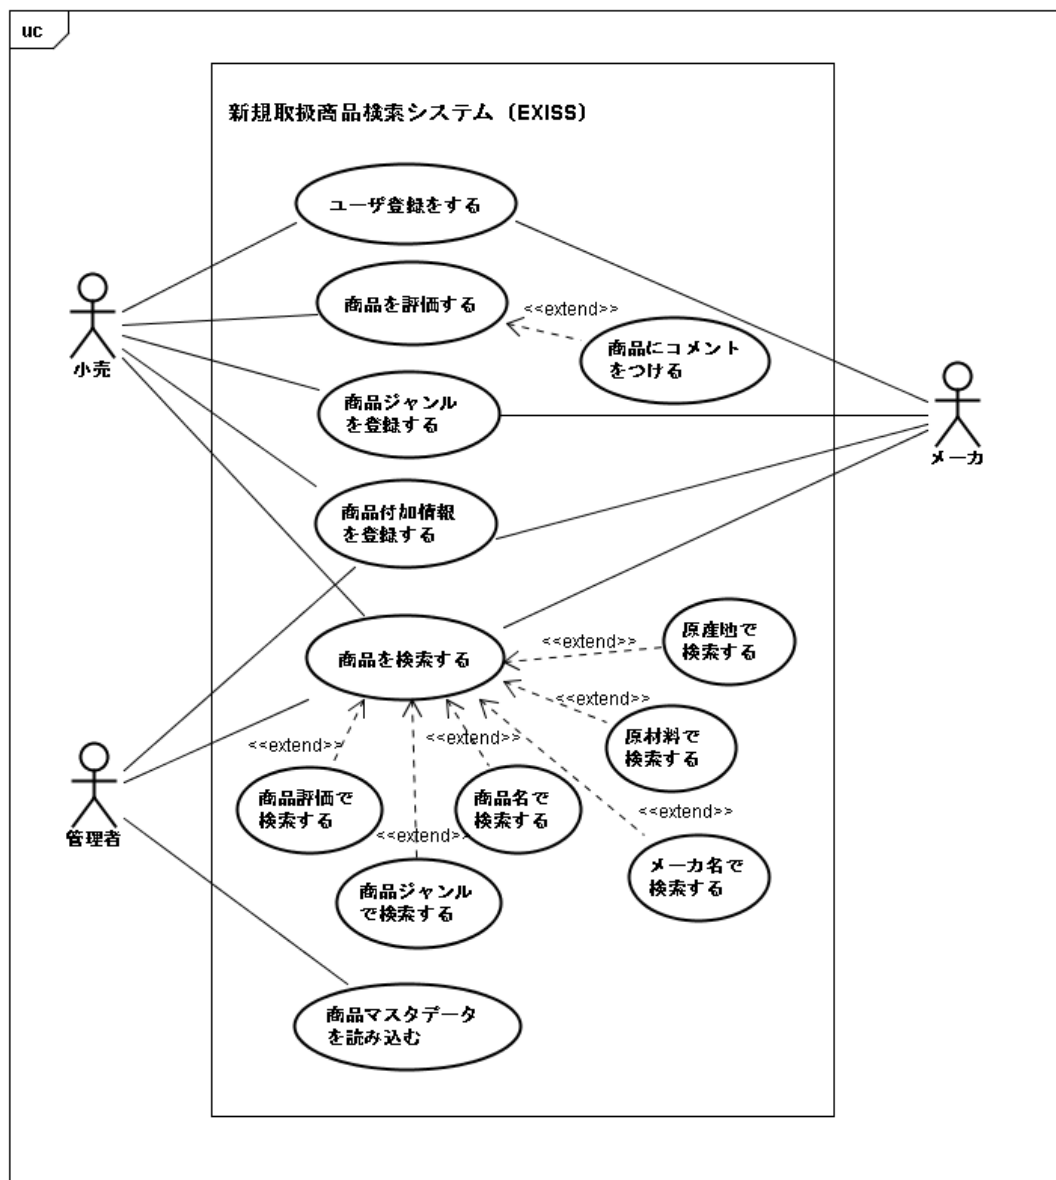 uc
新規取扱商品検索システム（EXISS）
ユーザ登録をする
商品を評価する
<<extend>>
商品にコメント
をつける
小売
商品ジャンル
を登録する
メーカ
商品付加情報
を登録する
原産地で
検索する
<<extend>>
商品を検索する
<<extend>>
原材料で
検索する
<<extend>>
<<extend>>
商品評価で
検索する
商品名で
検索する
<<extend>>
管理者
<<extend>>
メーカ名で
検索する
商品ジャンル
で検索する
商品マスタデータ
を読み込む